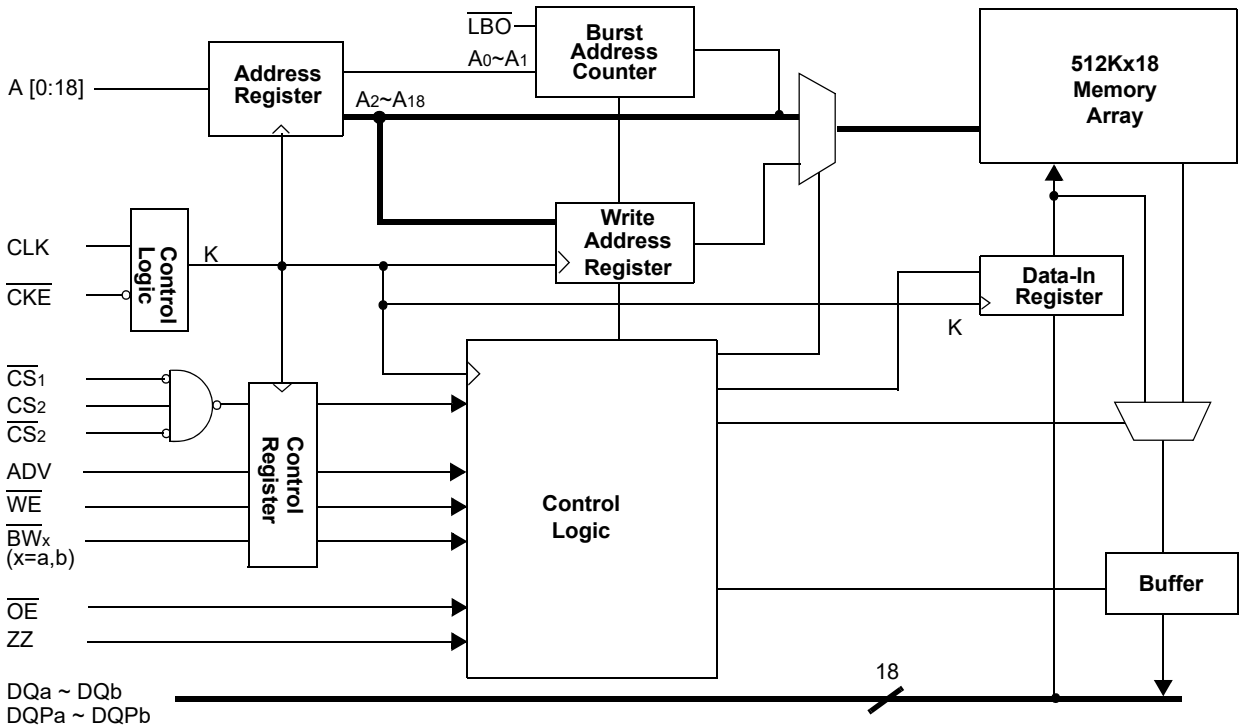 A [0:18]
Address
Register
LBO
A0~A1
A2~A18
Burst
Address
Counter
512Kx18
Memory
Array
CLK
CKE
Control
Logic
K
Write
Address
Register
Data-In
Register
K
CS1
CS2
CS2
ADV
WE
BWx
(x=a,b)
OE
ZZ
Control
Register
Control
Logic
Buffer
DQa ~ DQb
DQPa ~ DQPb
18